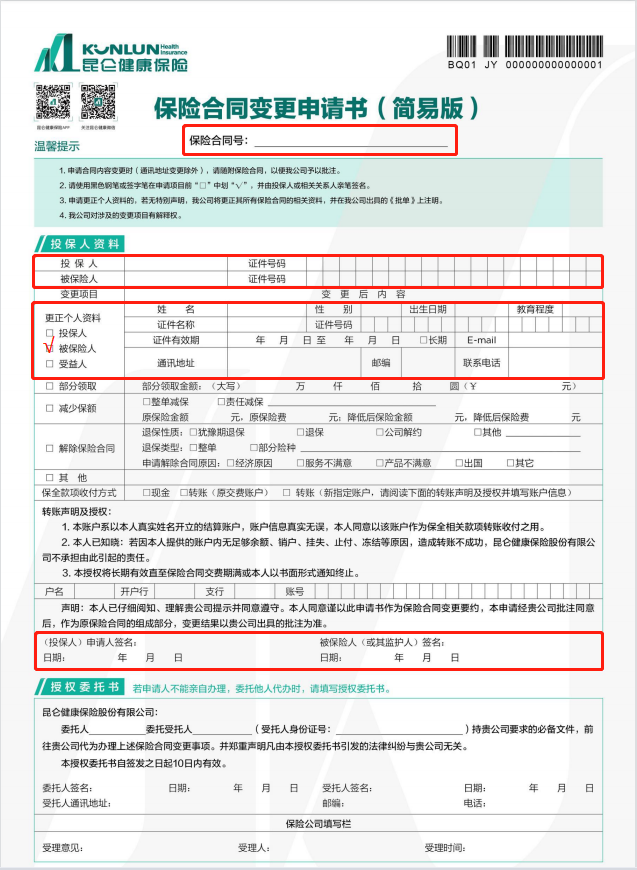 KUNLUN Health Insurance
昆仑健康保险
BQ01 JY 000000000000001
昆仑健康保险APP 关注昆仑健康微信
保险合同变更申请书（简易版）
保险合同号：
温馨提示
1. 申请合同内容变更时（通讯地址变更除外），请随附保险合同，以便我公司予以批注。
2. 请使用黑色钢笔或签字笔在申请项目前“□”中划“√”，并由投保人或相关关系人亲笔签名。
3. 申请更正个人资料的，若无特别声明，我公司将更正其所有保险合同的相关资料，并在我公司出具的《批单》上注明。
4. 我公司对涉及的变更项目有解释权。
投保人资料
投保人 证件号码
被保险人 证件号码
变更项目 变更后内容
更正个人资料
□ 投保人
√ 被保险人
□ 受益人
姓名 性别 出生日期 教育程度
证件名称 证件号码
证件有效期 年 月 日 至 年 月 日 □长期 E-mail
通讯地址 邮编 联系电话
□ 部分领取 部分领取金额：（大写） 万 仟 佰 拾 圆（￥ 元）
□ 减少保额 □整单减保 □责任减保
原保险金额 元，原保险费 元；降低后保险金额 元，降低后保险费 元
□ 解除保险合同 退保性质：□犹豫期退保 □退保 □公司解约 □其他
退保类型：□整单 □部分险种
申请解除合同原因：□经济原因 □服务不满意 □产品不满意 □出国 □其它
□ 其 他
保全款项收付方式 □现金 □转账（原交费账户） □ 转账（新指定账户，请阅读下面的转账声明及授权并填写账户信息）
转账声明及授权：
1. 本账户系以本人真实姓名开立的结算账户，账户信息真实无误，本人同意以该账户作为保全相关款项转账收付之用。
2. 本人已知晓：若因本人提供的账户内无足够余额、销户、挂失、止付、冻结等原因，造成转账不成功，昆仑健康保险股份有限公
司不承担由此引起的责任。
3. 本授权将长期有效直至保险合同交费期满或本人以书面形式通知终止。
户名 开户行 支行 账号
声明：本人已仔细阅知、理解贵公司提示并同意遵守。本人同意谨以此申请书作为保险合同变更要约，本申请经贵公司批注同意
后，作为原保险合同的组成部分，变更结果以贵公司出具的批注为准。
（投保人）申请人签名： 被保险人（或其监护人）签名：
日期： 年 月 日 日期： 年 月 日
授权委托书 若申请人不能亲自办理，委托他人代办时，请填写授权委托书。
昆仑健康保险股份有限公司：
委托人 委托受托人 （受托人身份证号： ）持贵公司要求的必备文件，前
往贵公司代为办理上述保险合同变更事项。并郑重声明凡由本授权委托书引发的法律纠纷与贵公司无关。
本授权委托书自签发之日起10日内有效。
委托人签名： 日期： 年 月 日 受托人签名： 日期： 年 月 日
受托人通讯地址： 邮编： 电话：
保险公司填写栏
受理意见： 受理人： 受理时间：